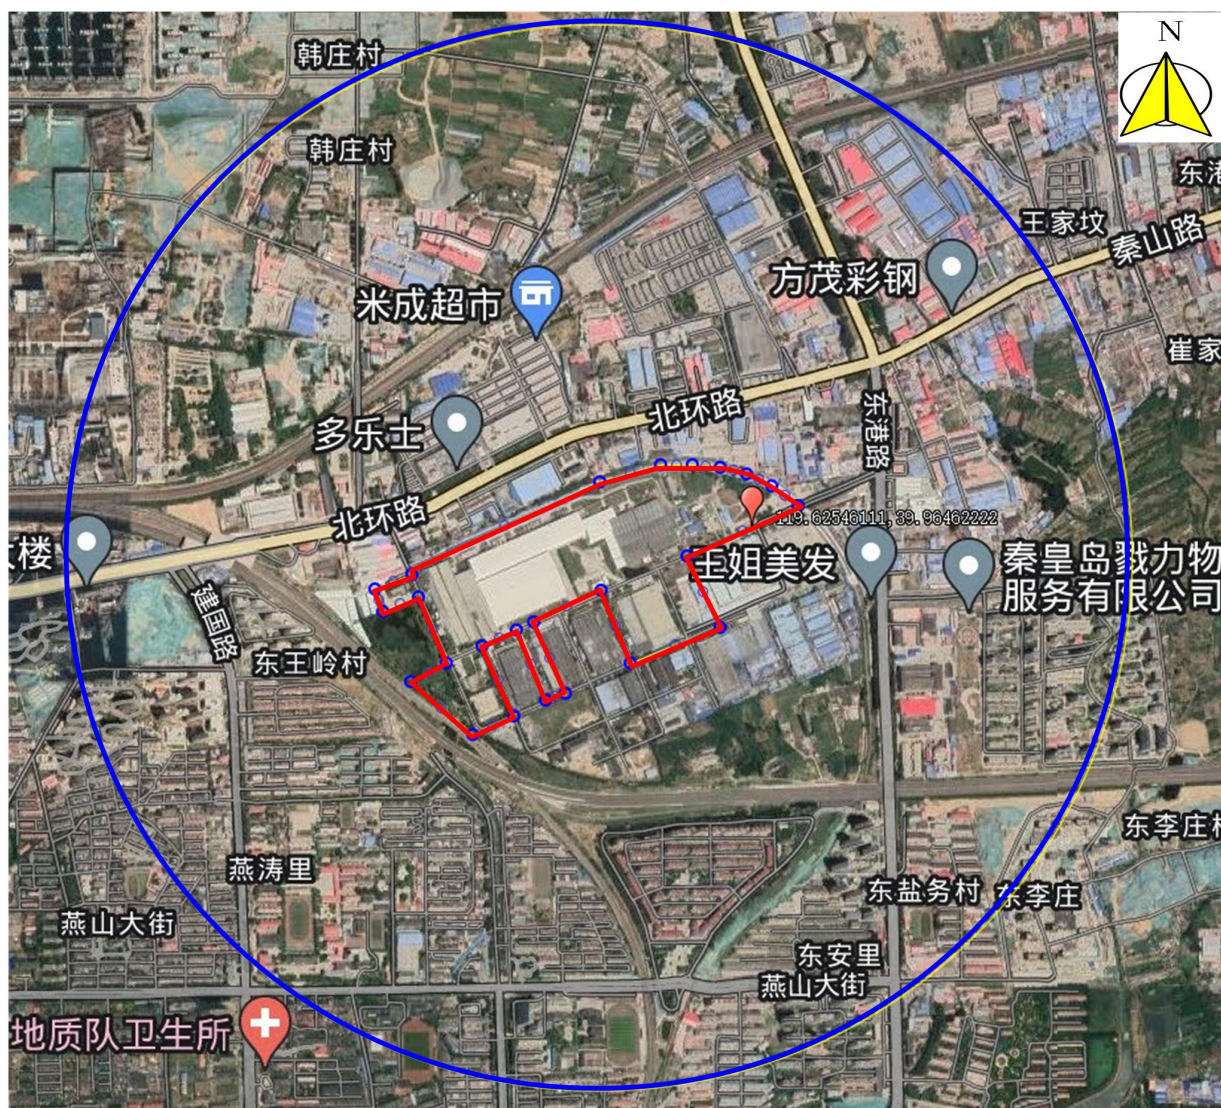 N
韩庄村
韩庄村
东港
王家坟
秦山路
方茂彩钢
米成超市
崔家
北环路
东港路
多乐士
北环路
119.62546111,39.96462222
大楼
王姐美发
秦皇岛戮力物
服务有限公司
建国路
东王岭村
东李庄村
燕涛里
东盐务村
东李庄
燕山大街
东安里
燕山大街
地质队卫生所